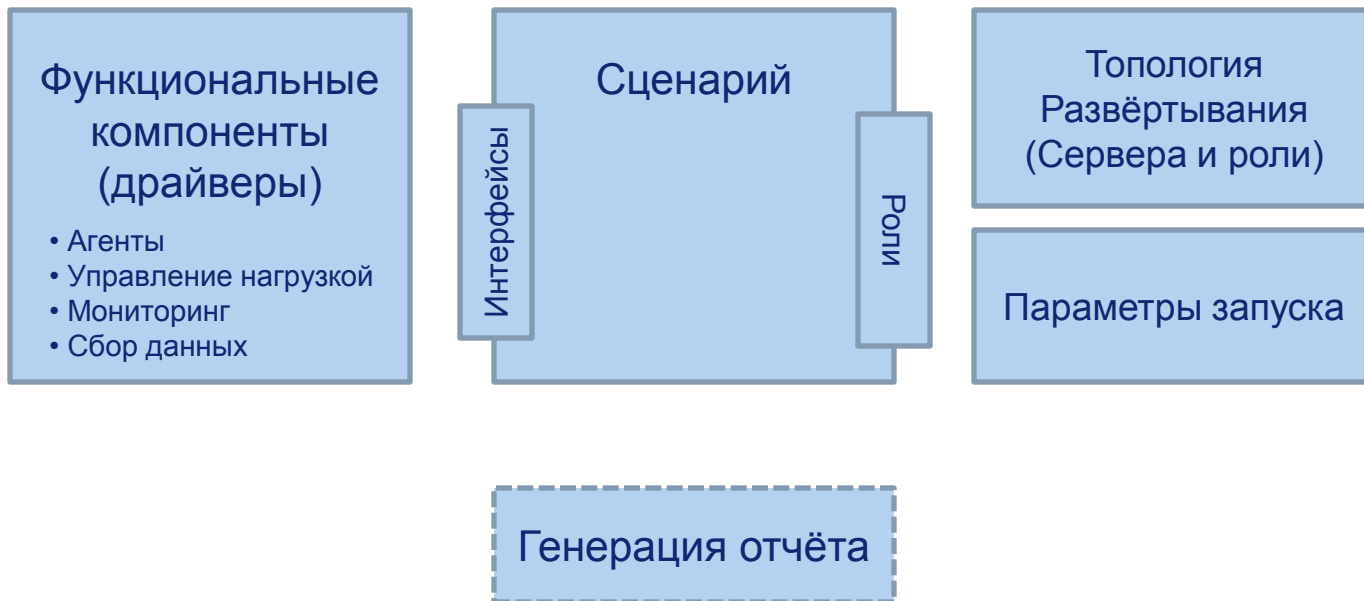 Функциональные
компоненты
(драйверы)
• Агенты
• Управление нагрузкой
• Мониторинг
• Сбор данных
Интерфейсы
Сценарий
Роли
Топология
Развёртывания
(Сервера и роли)
Параметры запуска
Генерация отчёта